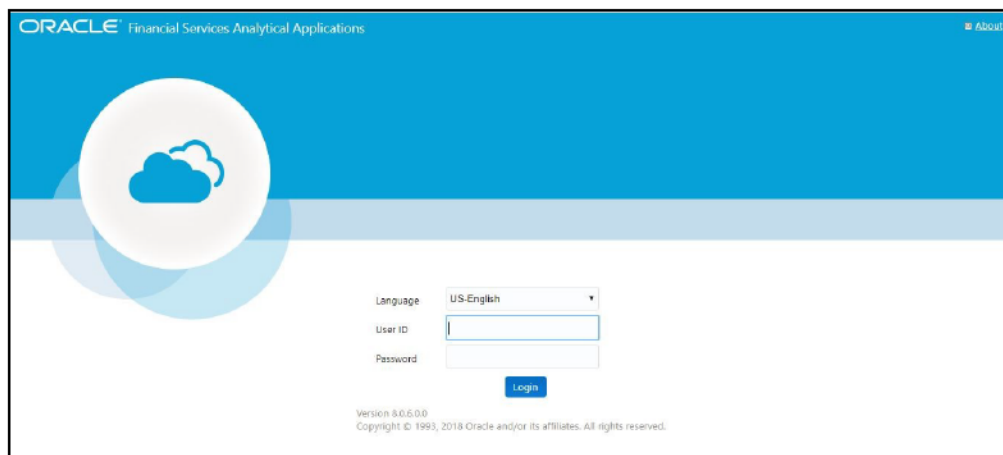 ORACLE® Financial Services Analytical Applications
About
Language US-English
User ID
Password
Login
Version 8.0.6.0.0
Copyright © 1993, 2018 Oracle and/or its affiliates. All rights reserved.